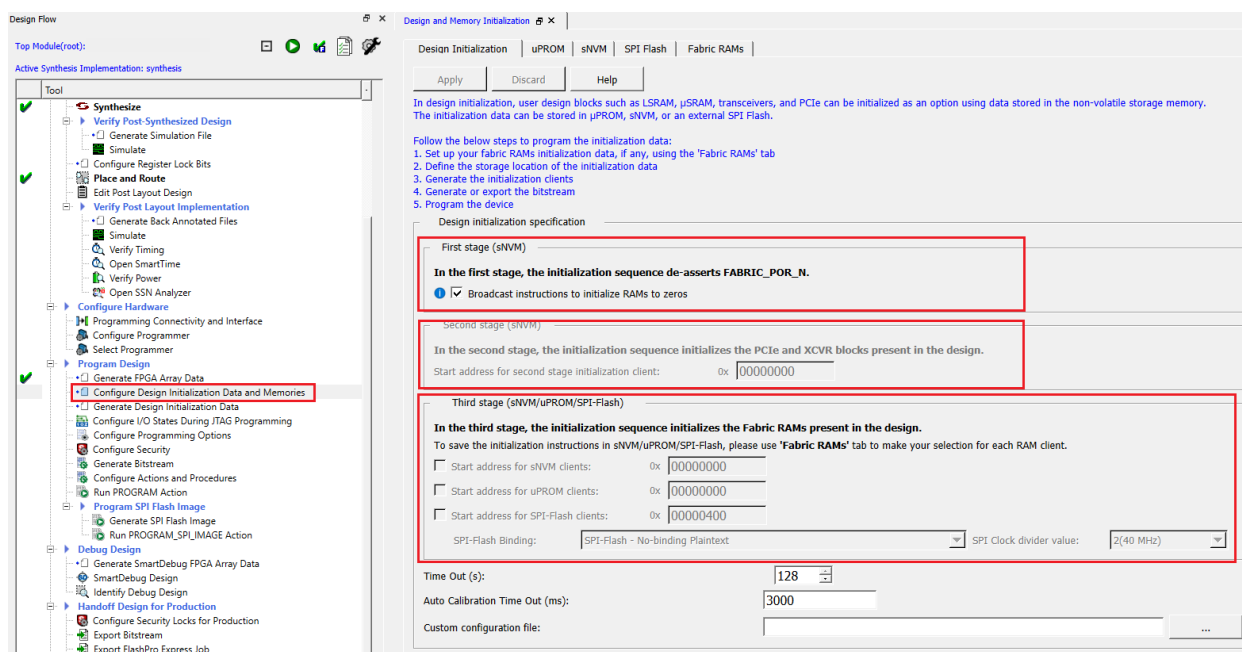 Design Flow
Top Module(root):
Active Synthesis Implementation: synthesis
Tool
Synthesize
Verify Post-Synthesized Design
Generate Simulation File
Simulate
Configure Register Lock Bits
Place and Route
Edit Post Layout Design
Verify Post Layout Implementation
Generate Back Annotated Files
Simulate
Verify Timing
Open SmartTime
Verify Power
Open SSN Analyzer
Configure Hardware
Programming Connectivity and Interface
Configure Programmer
Select Programmer
Program Design
Generate FPGA Array Data
Configure Design Initialization Data and Memories
Generate Design Initialization Data
Configure I/O States During JTAG Programming
Configure Programming Options
Configure Security
Generate Bitstream
Configure Actions and Procedures
Run PROGRAM Action
Program SPI Flash Image
Generate SPI Flash Image
Run PROGRAM_SPI_IMAGE Action
Debug Design
Generate SmartDebug FPGA Array Data
SmartDebug Design
Identify Debug Design
Handoff Design for Production
Configure Security Locks for Production
Export Bitstream
Export FlashPro Express Job
Design and Memory Initialization
Design Initialization uPROM sNVM SPI Flash Fabric RAMs
Apply Discard Help
In design initialization, user design blocks such as LSRAM, µSRAM, transceivers, and PCIe can be initialized as an option using data stored in the non-volatile storage memory.
The initialization data can be stored in µPROM, sNVM, or an external SPI Flash.
Follow the below steps to program the initialization data:
1. Set up your fabric RAMs initialization data, if any, using the 'Fabric RAMs' tab
2. Define the storage location of the initialization data
3. Generate the initialization clients
4. Generate or export the bitstream
5. Program the device
Design initialization specification
First stage (sNVM)
In the first stage, the initialization sequence de-asserts FABRIC_POR_N.
Broadcast instructions to initialize RAMs to zeros
Second stage (sNVM)
In the second stage, the initialization sequence initializes the PCIe and XCVR blocks present in the design.
Start address for second stage initialization client: 0x 00000000
Third stage (sNVM/uPROM/SPI-Flash)
In the third stage, the initialization sequence initializes the Fabric RAMs present in the design.
To save the initialization instructions in sNVM/uPROM/SPI-Flash, please use 'Fabric RAMs' tab to make your selection for each RAM client.
Start address for sNVM clients: 0x 00000000
Start address for uPROM clients: 0x 00000000
Start address for SPI-Flash clients: 0x 00000400
SPI-Flash Binding: SPI-Flash - No-binding Plaintext SPI Clock divider value: 2(40 MHz)
Time Out (s): 128
Auto Calibration Time Out (ms): 3000
Custom configuration file: ...